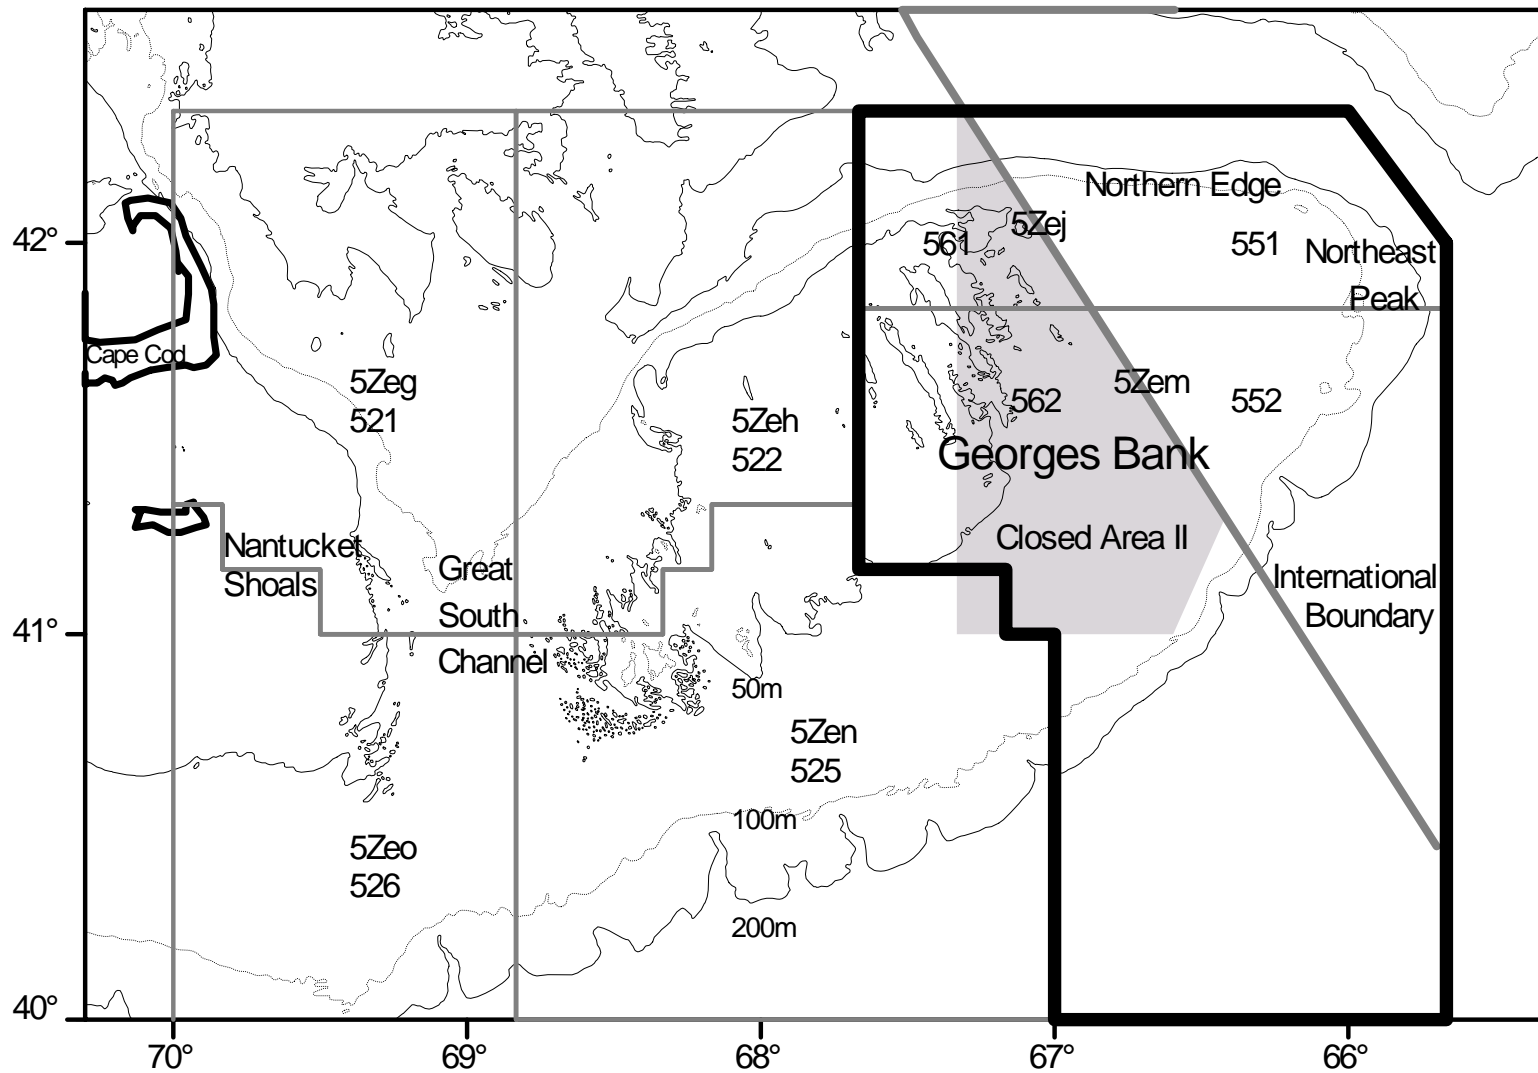 Northern Edge
5Zej
42°
561
551
Northeast
Peak
Cape Cod
5Zeg
521
5Zeh
522
5Zem
562
552
Georges Bank
Closed Area II
Nantucket
Shoals
Great
South
Channel
International
Boundary
41°
50m
5Zen
525
100m
5Zeo
526
200m
40°
70°
69°
68°
67°
66°